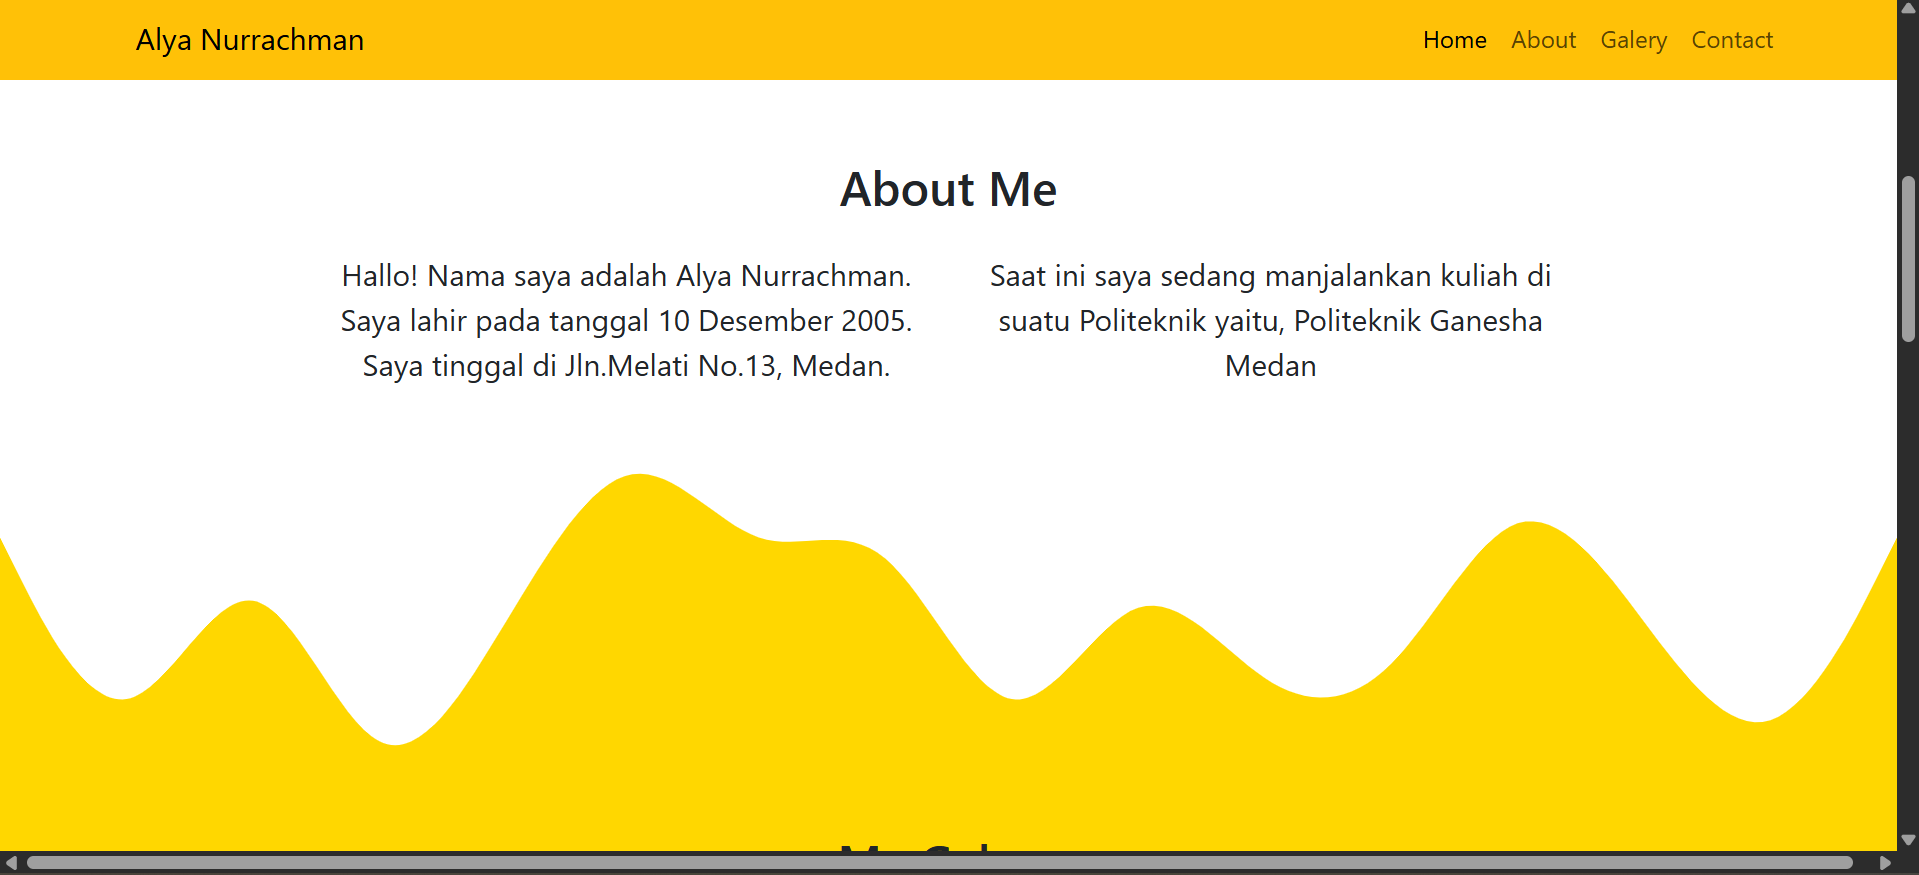 Alya Nurrachman
Home About Galery Contact
About Me
Hallo! Nama saya adalah Alya Nurrachman.
Saya lahir pada tanggal 10 Desember 2005.
Saya tinggal di Jln.Melati No.13, Medan.
Saat ini saya sedang manjalankan kuliah di
suatu Politeknik yaitu, Politeknik Ganesha
Medan